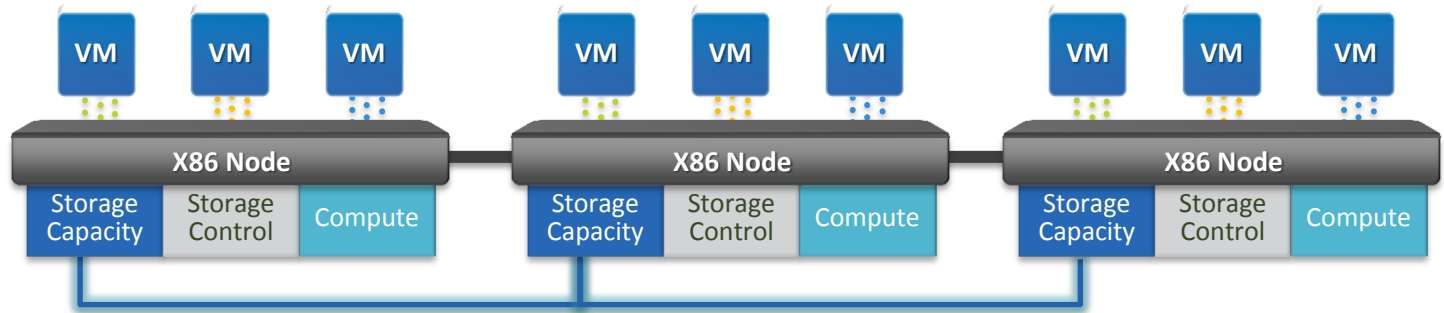 VM VM VM VM VM VM VM VM VM
X86 Node X86 Node X86 Node
Storage Capacity Storage Control Compute Storage Capacity Storage Control Compute Storage Capacity Storage Control Compute